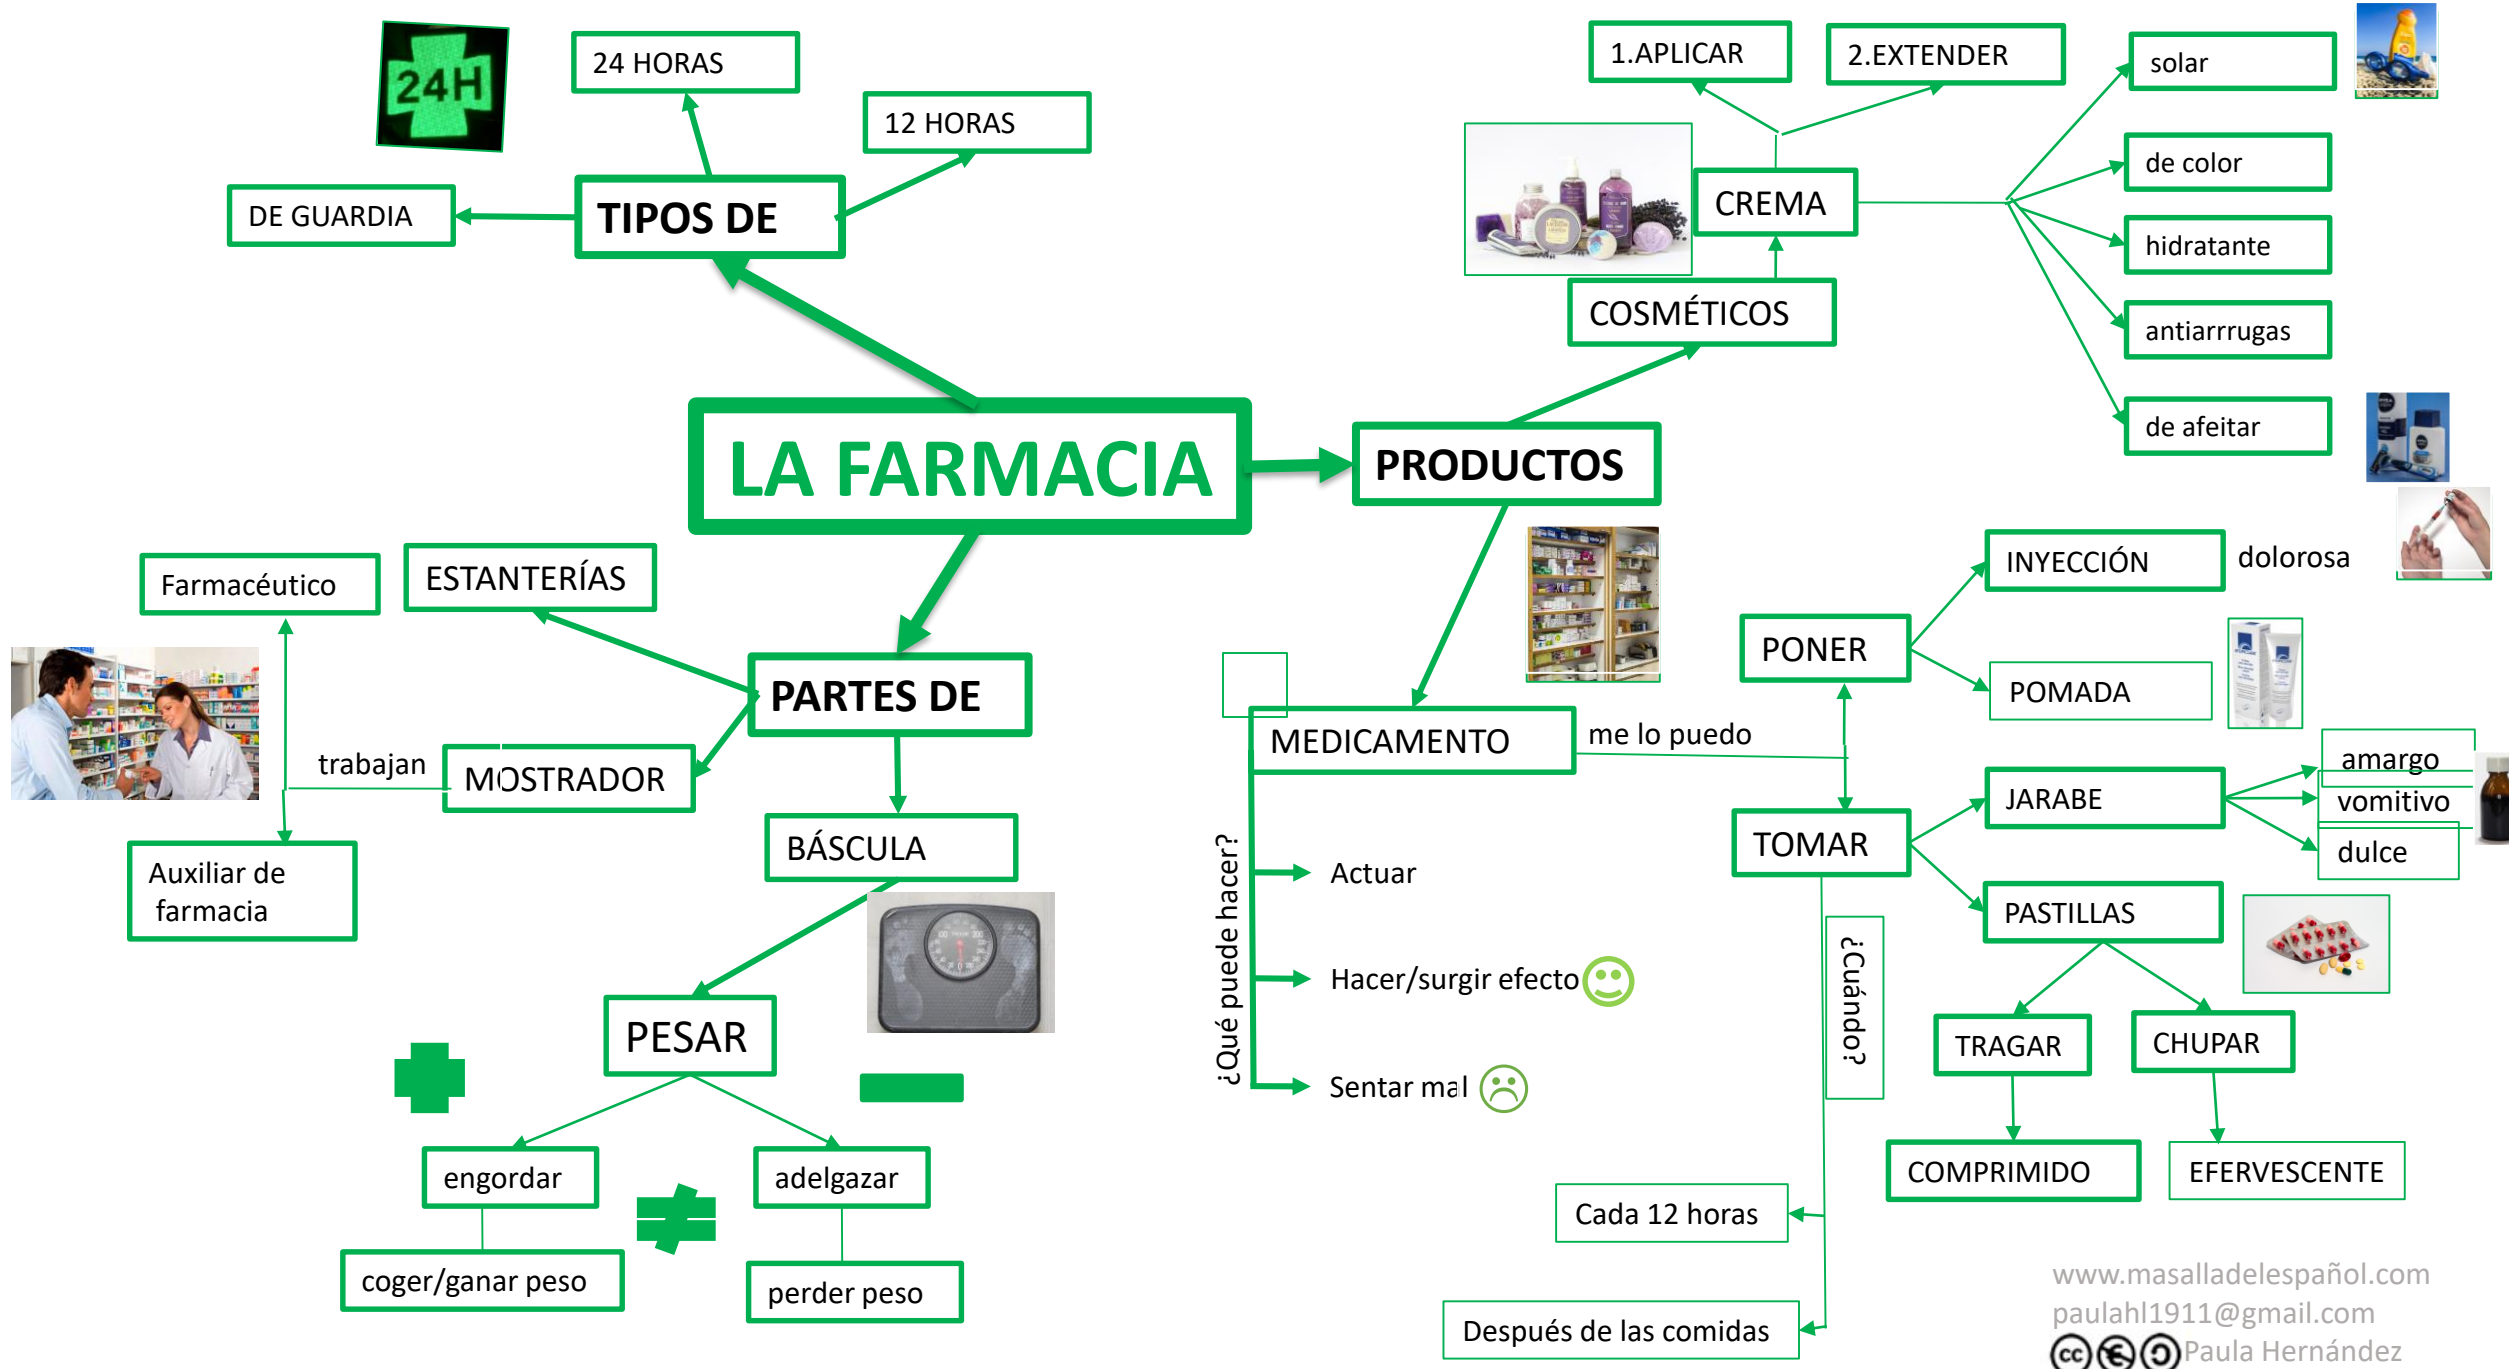 24H
24 HORAS
12 HORAS
DE GUARDIA
TIPOS DE
1.APLICAR
2.EXTENDER
CREMA
COSMÉTICOS
solar
de color
hidratante
antiarrrugas
de afeitar
LA FARMACIA
PRODUCTOS
Farmacéutico
ESTANTERÍAS
PARTES DE
trabajan
MOSTRADOR
Auxiliar de
farmacia
BÁSCULA
PESAR
engordar
adelgazar
coger/ganar peso
perder peso
MEDICAMENTO
me lo puedo
¿Qué puede hacer?
Actuar
Hacer/surgir efecto
Sentar mal
PONER
INYECCIÓN
dolorosa
POMADA
TOMAR
JARABE
amargo
vomitivo
dulce
PASTILLAS
TRAGAR
CHUPAR
COMPRIMIDO
EFERVESCENTE
¿Cuándo?
Cada 12 horas
Después de las comidas
www.masalladelespañol.com
paulahl1911@gmail.com
cc Paula Hernández